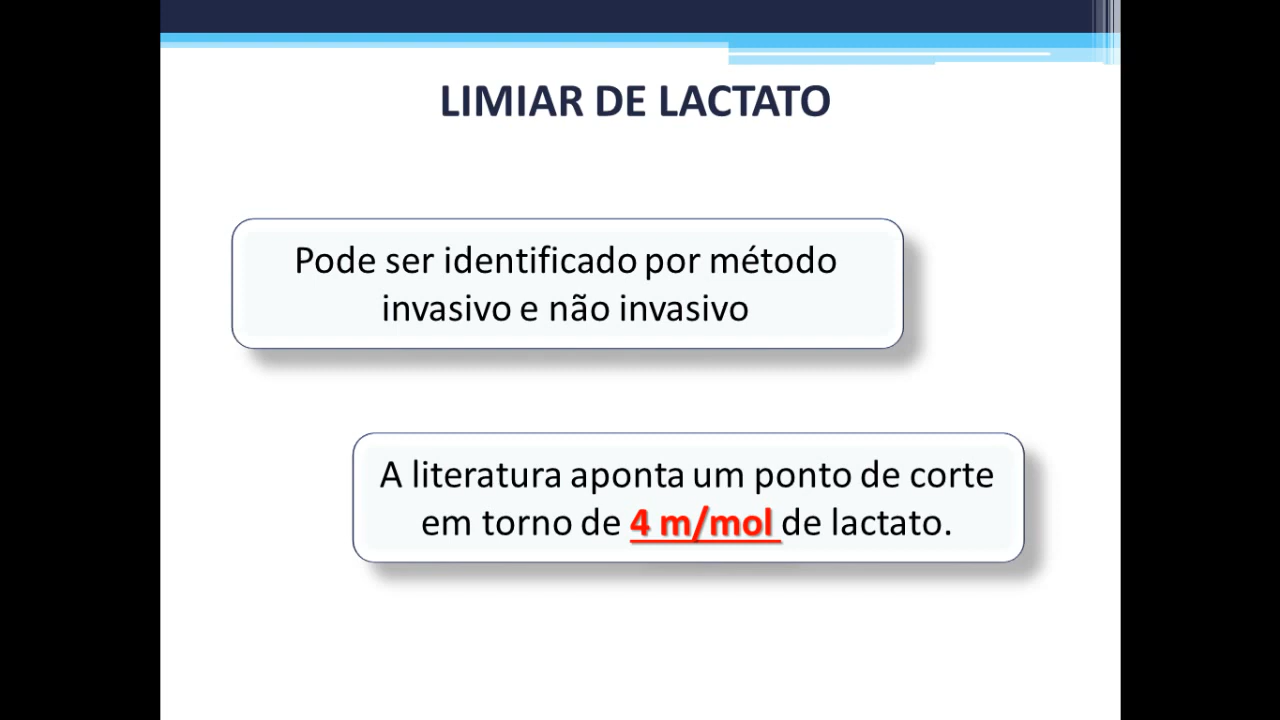 LIMIAR DE LACTATO
Pode ser identificado por método
invasivo e não invasivo
A literatura aponta um ponto de corte
em torno de 4 m/mol de lactato.